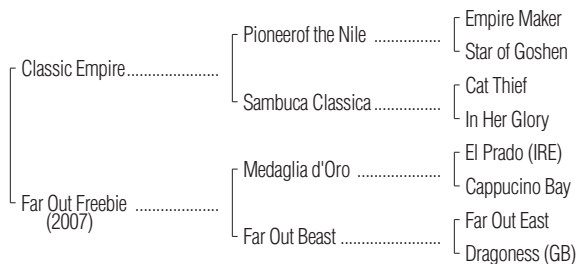 Empire Maker
Pioneerof the Nile ..................
Star of Goshen
Classic Empire.........................
Cat Thief
Sambuca Classica..................
In Her Glory
El Prado (IRE)
Medaglia d'Oro ......................
Cappucino Bay
Far Out Freebie ......................
(2007)
Far Out East
Far Out Beast...........................
Dragoness (GB)